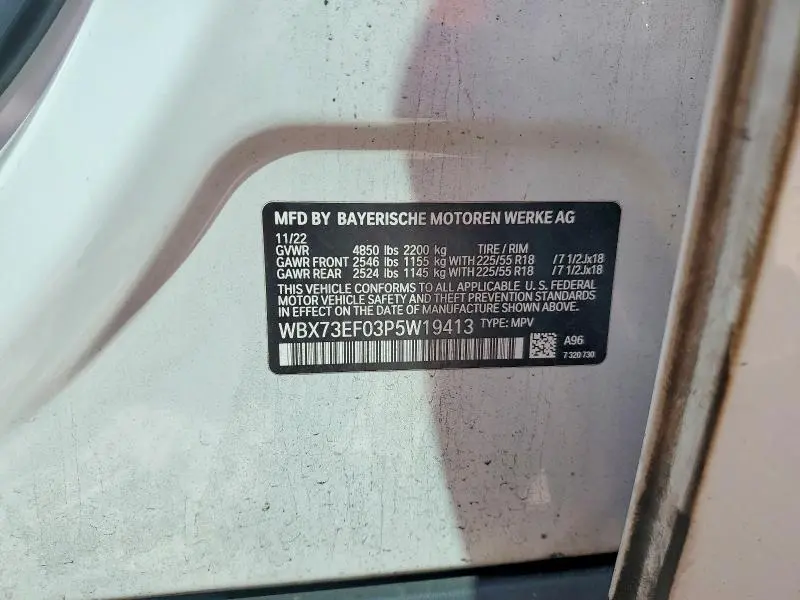 MFD BY BAYERISCHE MOTOREN WERKE AG
11/22
GVWR 4850 lbs 2200 kg TIRE / RIM
GAWR FRONT 2546 lbs 1155 kg WITH 225/55 R18 /7 1/2Jx18
GAWR REAR 2524 lbs 1145 kg WITH 225/55 R18 /7 1/2Jx18
THIS VEHICLE CONFORMS TO ALL APPLICABLE U. S. FEDERAL
MOTOR VEHICLE SAFETY AND THEFT PREVENTION STANDARDS
IN EFFECT ON THE DATE OF MANUFACTURE SHOWN ABOVE.
WBX73EF03P5W19413 TYPE: MPV
A96
7 320 730